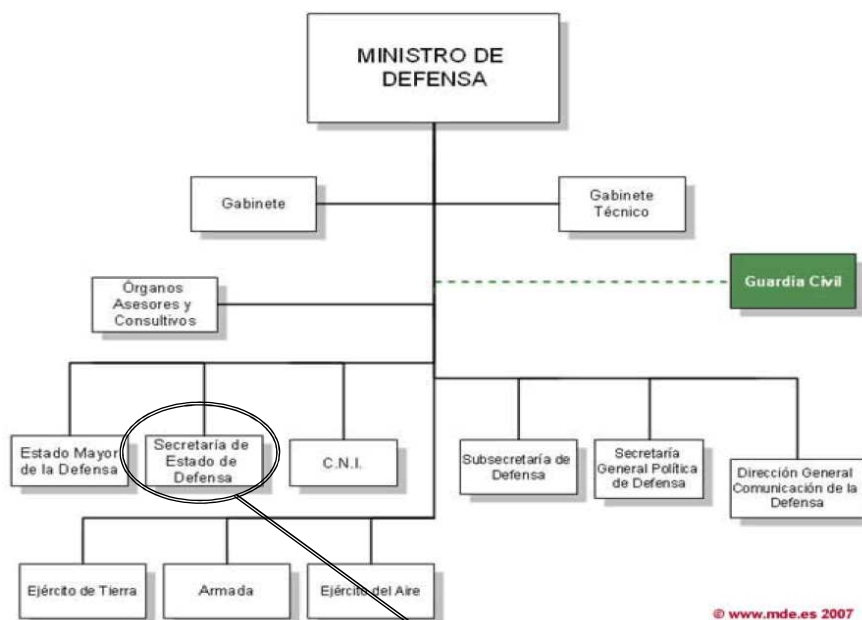 MINISTRO DE
DEFENSA
Gabinete
Gabinete
Técnico
Guardia Civil
Órganos
Asesores y
Consultivos
Estado Mayor
de la Defensa
Secretaría de
Estado de
Defensa
C.N.I.
Subsecretaría de
Defensa
Secretaría
General Política
de Defensa
Dirección General
Comunicación de la
Defensa
Ejército de Tierra
Armada
Ejército del Aire
© www.mde.es 2007